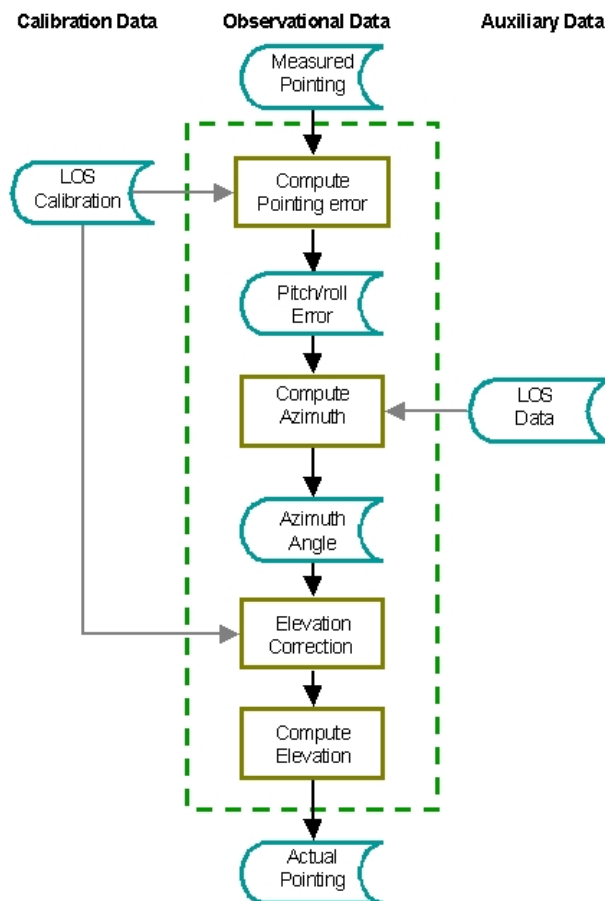 Calibration Data Observational Data Auxiliary Data
Measured
Pointing
LOS
Calibration
Compute
Pointing error
Pitch/roll
Error
Compute
Azimuth
LOS
Data
Azimuth
Angle
Elevation
Correction
Compute
Elevation
Actual
Pointing